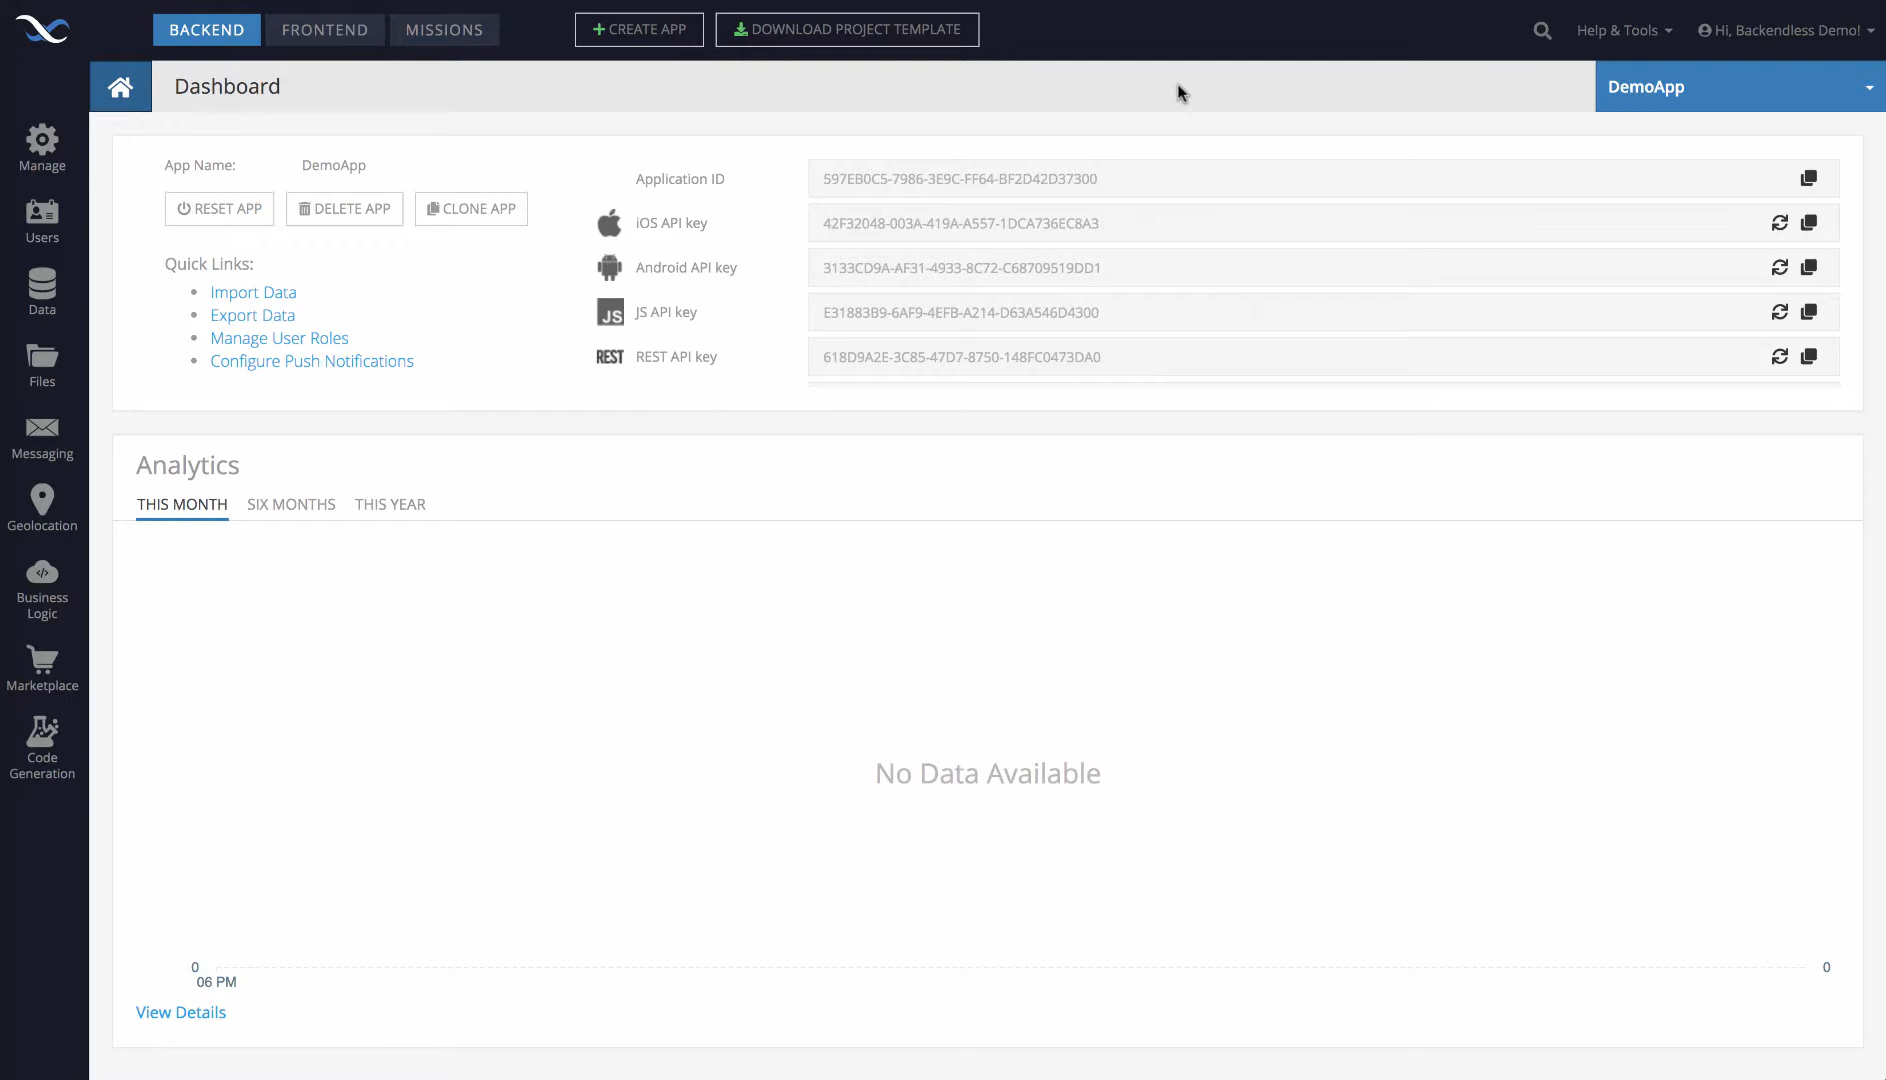 BACKEND
FRONTEND
MISSIONS
CREATE APP
DOWNLOAD PROJECT TEMPLATE
Help & Tools
Hi, Backendless Demo!
Dashboard
DemoApp
Manage
Users
Data
Files
Messaging
Geolocation
Business
Logic
Marketplace
Code
Generation
App Name:
DemoApp
RESET APP
DELETE APP
CLONE APP
Quick Links:
Import Data
Export Data
Manage User Roles
Configure Push Notifications
Application ID
597EB0C5-7986-3E9C-FF64-BF2D42D37300
iOS API key
42F32048-003A-419A-A557-1DCA736EC8A3
Android API key
3133CD9A-AF31-4933-8C72-C68709519DD1
JS
JS API key
E31883B9-6AF9-4EFB-A214-D63A546D4300
REST
REST API key
618D9A2E-3C85-47D7-8750-148FC0473DA0
Analytics
THIS MONTH
SIX MONTHS
THIS YEAR
No Data Available
0
0
06 PM
View Details